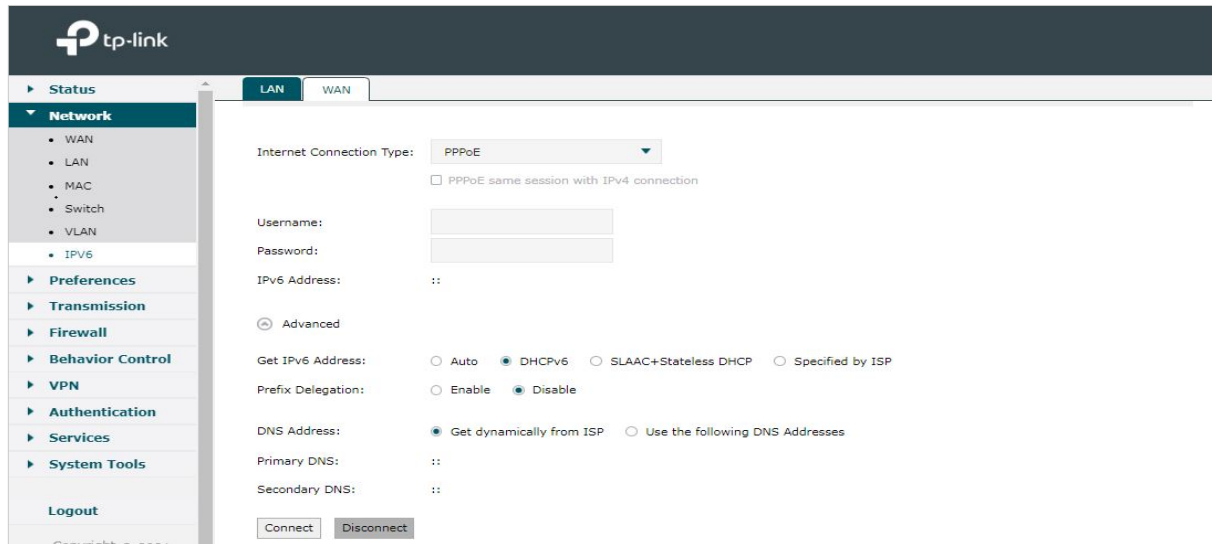 tp-link
Status
Network
WAN
LAN
MAC
Switch
VLAN
IPV6
Preferences
Transmission
Firewall
Behavior Control
VPN
Authentication
Services
System Tools
Logout
LAN WAN
Internet Connection Type: PPPoE
PPPoE same session with IPv4 connection
Username:
Password:
IPv6 Address: ::
Advanced
Get IPv6 Address: Auto DHCPv6 SLAAC+Stateless DHCP Specified by ISP
Prefix Delegation: Enable Disable
DNS Address: Get dynamically from ISP Use the following DNS Addresses
Primary DNS: ::
Secondary DNS: ::
Connect Disconnect